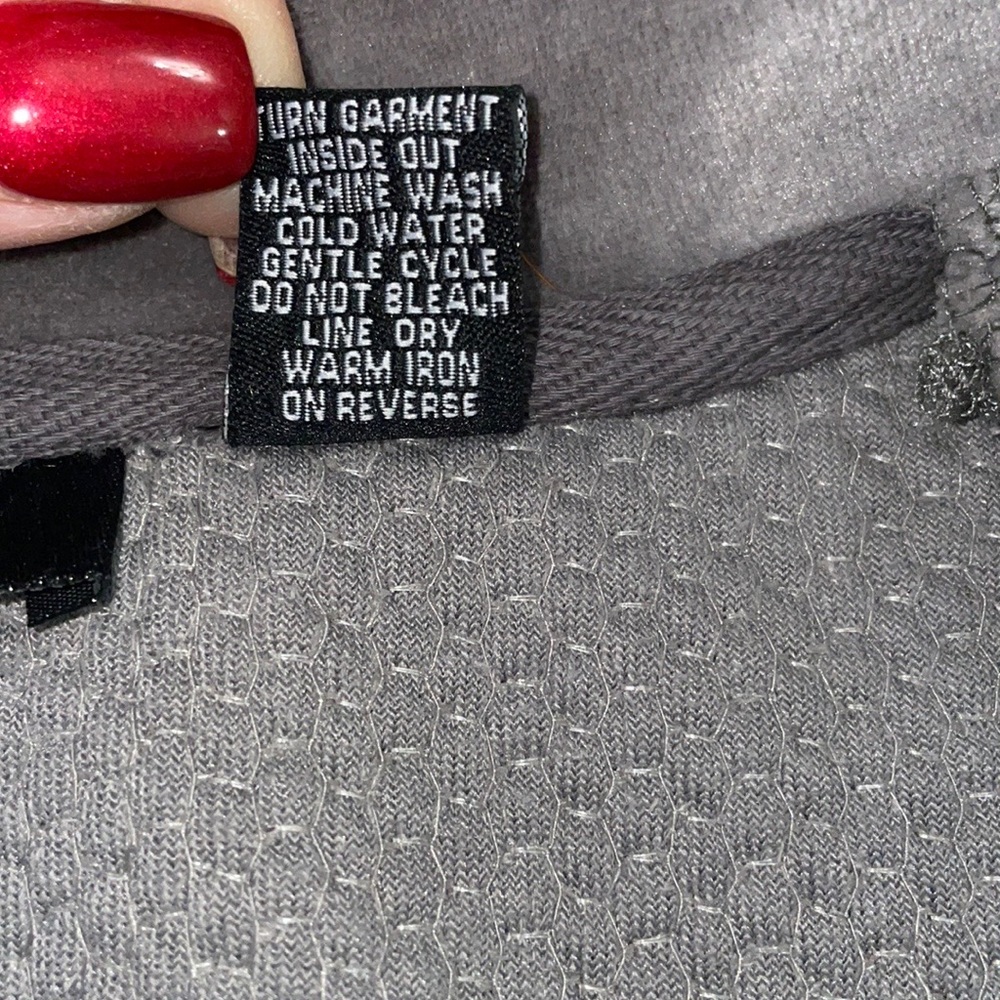 TURN GARMENT
INSIDE OUT
MACHINE WASH
COLD WATER
GENTLE CYCLE
DO NOT BLEACH
LINE DRY
WARM IRON
ON REVERSE